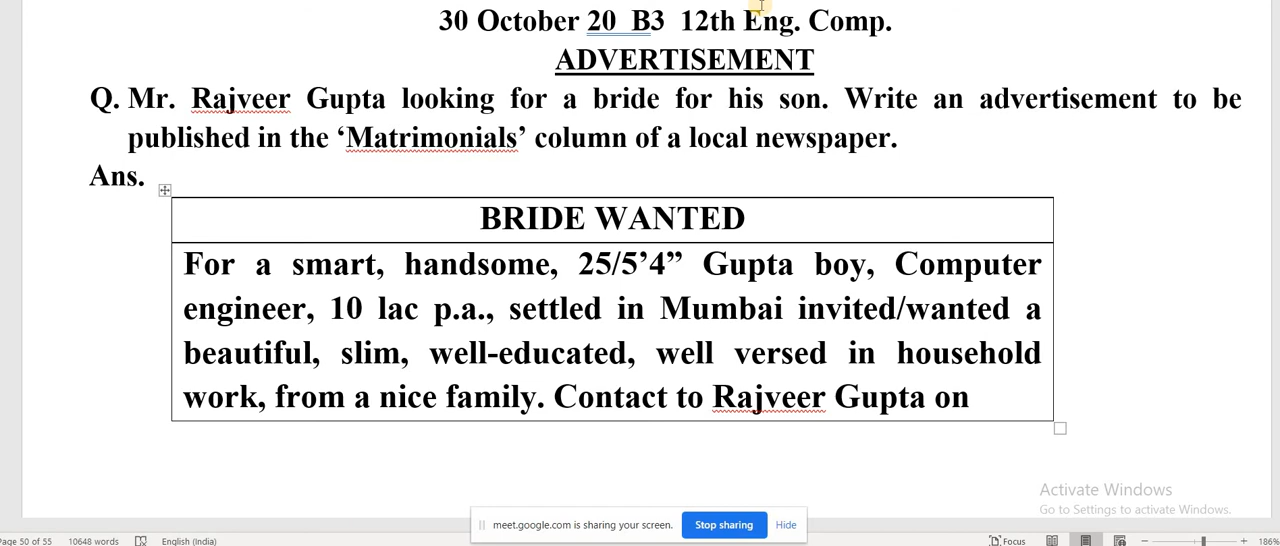 30 October 20 B3 12th Eng. Comp.
ADVERTISEMENT
Q. Mr. Rajveer Gupta looking for a bride for his son. Write an advertisement to be
published in the ‘Matrimonials’ column of a local newspaper.
Ans.
BRIDE WANTED
For a smart, handsome, 25/5’4” Gupta boy, Computer
engineer, 10 lac p.a., settled in Mumbai invited/wanted a
beautiful, slim, well-educated, well versed in household
work, from a nice family. Contact to Rajveer Gupta on
Activate Windows
Go to Settings to activate Windows.
meet.google.com is sharing your screen. Stop sharing Hide
Page 50 of 55 10648 words English (India) Focus 186%